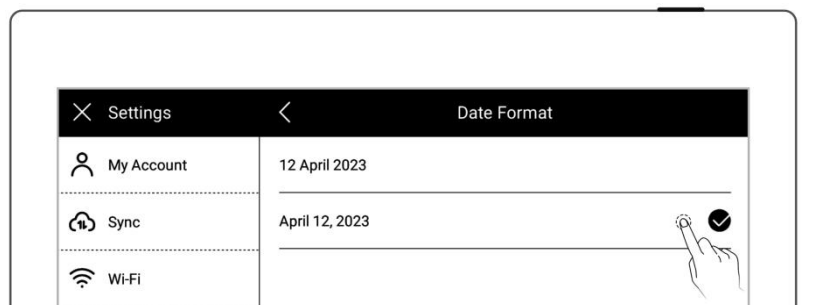 Settings
Date Format
My Account
12 April 2023
Sync
April 12, 2023
Wi-Fi